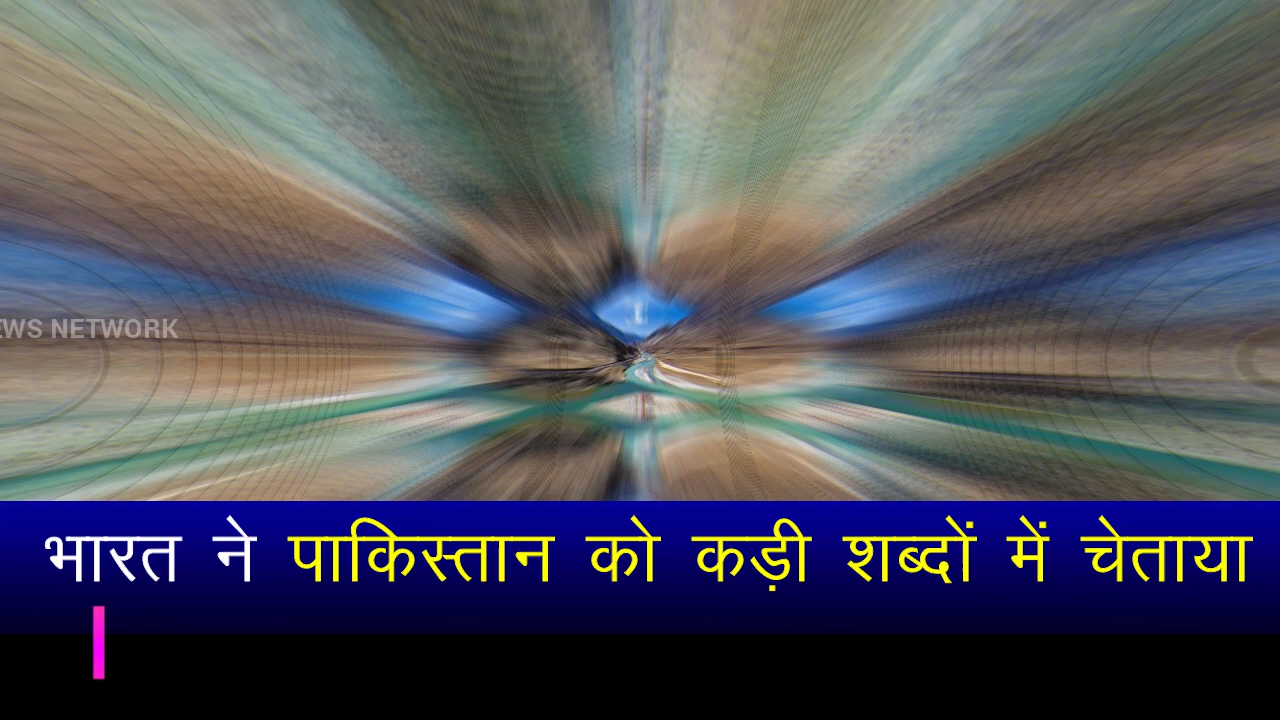 EWS NETWORK
भारत ने पाकिस्तान को कड़ी शब्दों में चेताया